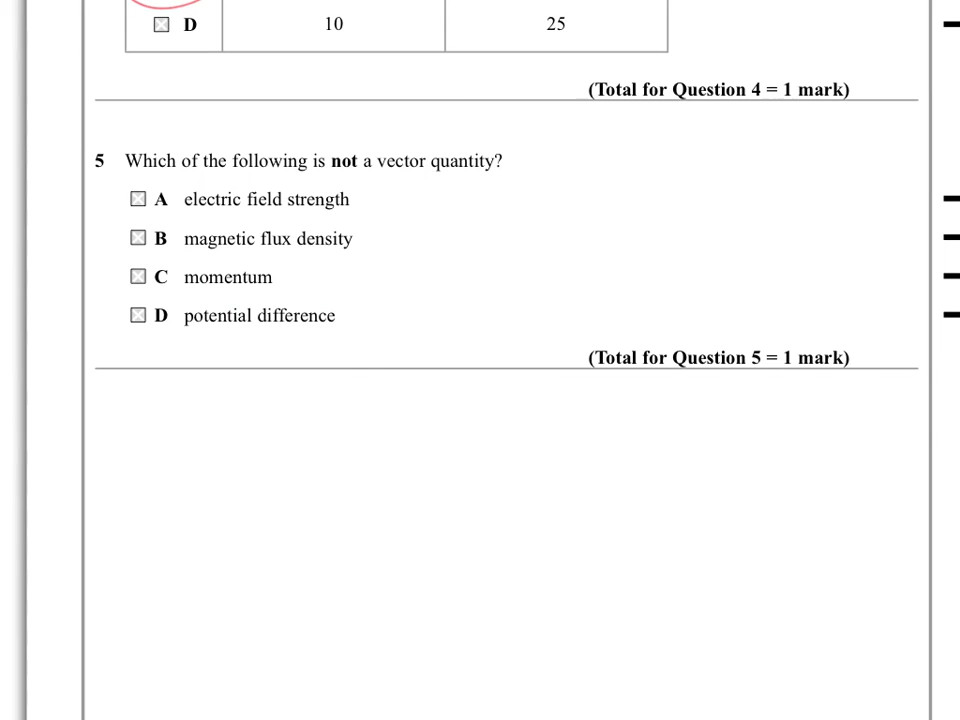 D 10 25
(Total for Question 4 = 1 mark)
5 Which of the following is not a vector quantity?
A electric field strength
B magnetic flux density
C momentum
D potential difference
(Total for Question 5 = 1 mark)